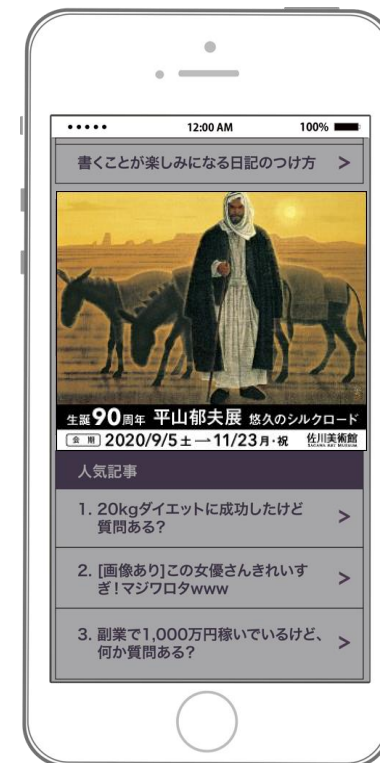 12:00 AM 100%
書くことが楽しみになる日記のつけ方 >
生誕90周年 平山郁夫展 悠久のシルクロード
会期 2020/9/5土→11/23月・祝 佐川美術館
SAGAWA ART MUSEUM
人気記事
1. 20kgダイエットに成功したけど
質問ある? >
2. [画像あり]この女優さんきれいす
ぎ!マジワロタwww >
3. 副業で1,000万円稼いでいるけど、
何か質問ある? >